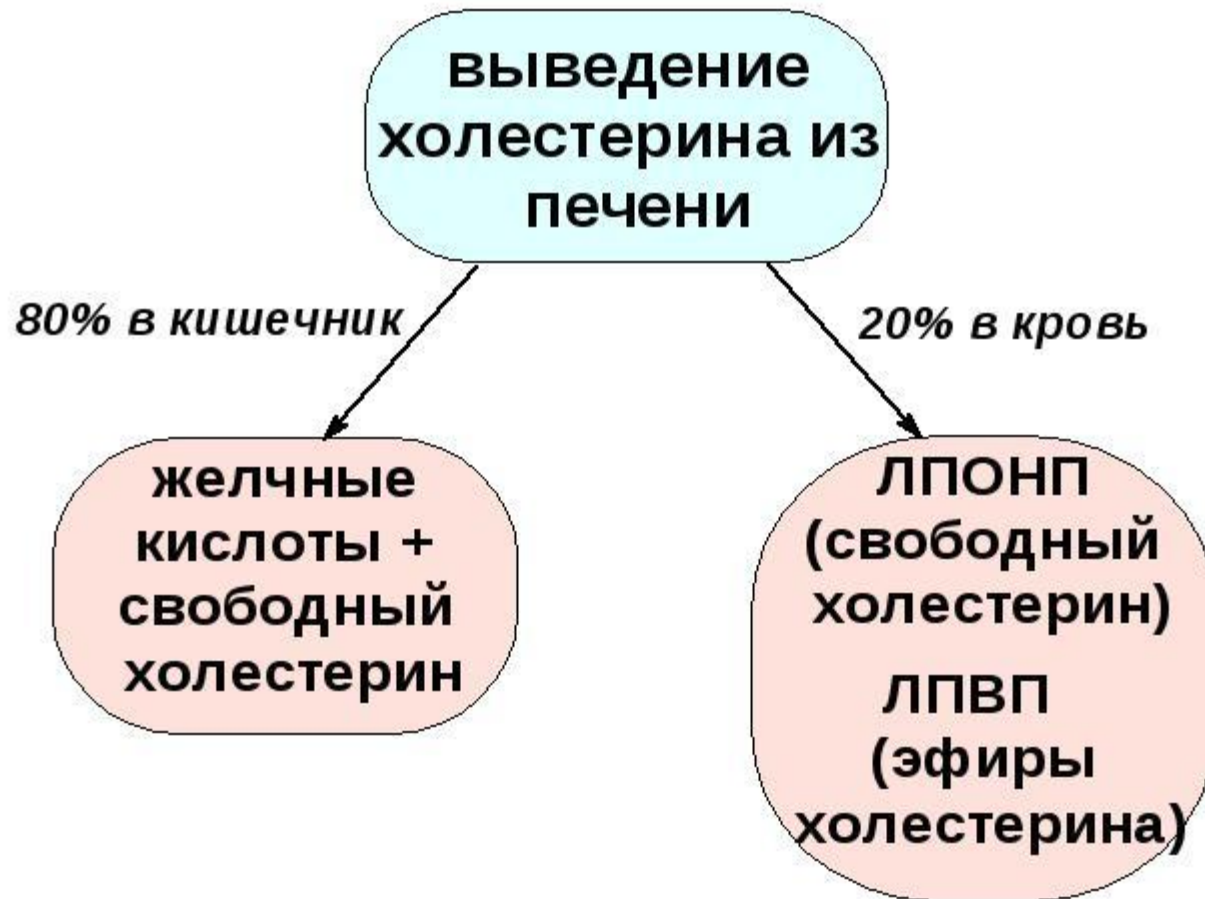 выведение
холестерина из
печени
80% в кишечник
20% в кровь
желчные
кислоты +
свободный
холестерин
ЛПОНП
(свободный
холестерин)
ЛПВП
(эфиры
холестерина)